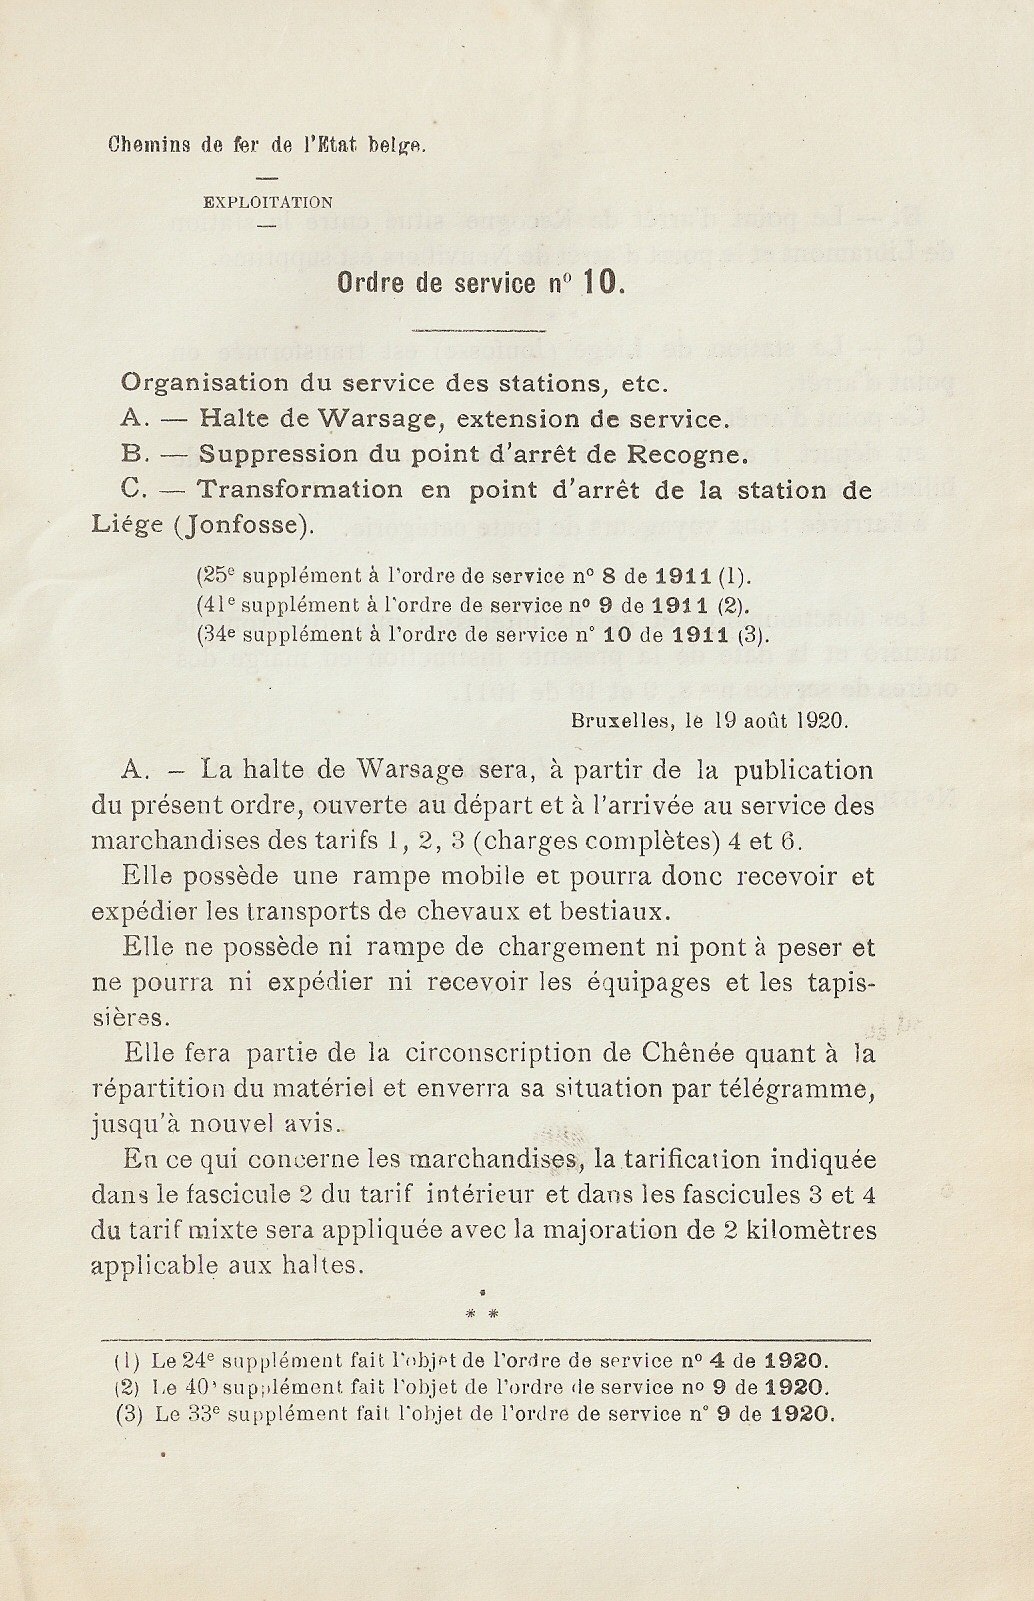 Chemins de fer de l'Etat belge.
EXPLOITATION
Ordre de service n° 10.
Organisation du service des stations, etc.
A. — Halte de Warsage, extension de service.
B. — Suppression du point d'arrêt de Recogne.
C. — Transformation en point d'arrêt de la station de
Liége (Jonfosse).
(25e supplément à l'ordre de service n° 8 de 1911 (1).
(41e supplément à l'ordre de service n° 9 de 1911 (2).
(34e supplément à l'ordre de service n° 10 de 1911 (3).
Bruxelles, le 19 août 1920.
A. — La halte de Warsage sera, à partir de la publication
du présent ordre, ouverte au départ et à l'arrivée au service des
marchandises des tarifs 1, 2, 3 (charges complètes) 4 et 6.
Elle possède une rampe mobile et pourra donc recevoir et
expédier les transports de chevaux et bestiaux.
Elle ne possède ni rampe de chargement ni pont à peser et
ne pourra ni expédier ni recevoir les équipages et les tapis-
sières.
Elle fera partie de la circonscription de Chênée quant à la
répartition du matériel et enverra sa situation par télégramme,
jusqu'à nouvel avis.
En ce qui concerne les marchandises, la tarification indiquée
dans le fascicule 2 du tarif intérieur et dans les fascicules 3 et 4
du tarif mixte sera appliquée avec la majoration de 2 kilomètres
applicable aux haltes.
*
* *
(1) Le 24e supplément fait l'objet de l'ordre de service n° 4 de 1920.
(2) Le 40e supplément fait l'objet de l'ordre de service n° 9 de 1920.
(3) Le 33e supplément fait l'objet de l'ordre de service n° 9 de 1920.